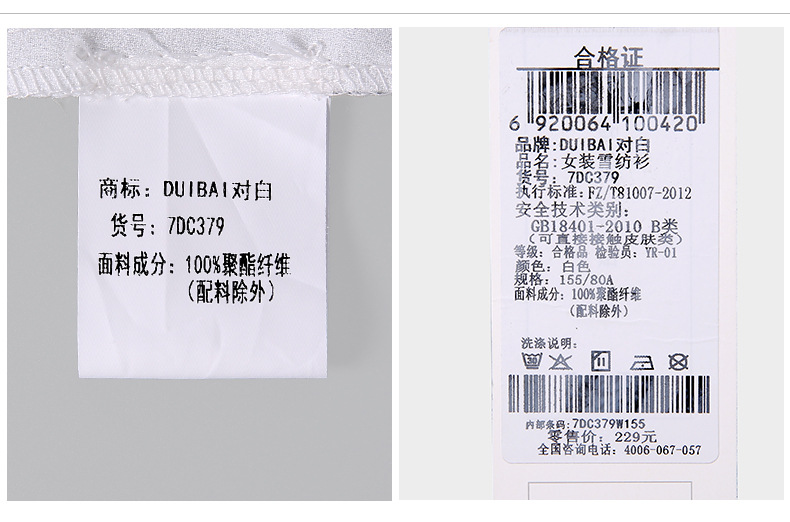 商标：DUIBAI对白
货号：7DC379
面料成分：100%聚酯纤维
（配料除外）
合格证
6 920064 100420
品牌:DUIBAI对白
品名:女装雪纺衫
货号: 7DC379
执行标准:FZ/T81007-2012
安全技术类别:
GB18401-2010 B类
(可直接接触皮肤类)
等级: 合格品 检验员: YR-01
颜色: 白色
规格: 155/80A
面料成分: 100%聚酯纤维
（配料除外）
洗涤说明:
30
内部条码:7DC379W155
零售价: 229元
全国咨询电话: 4006-067-057